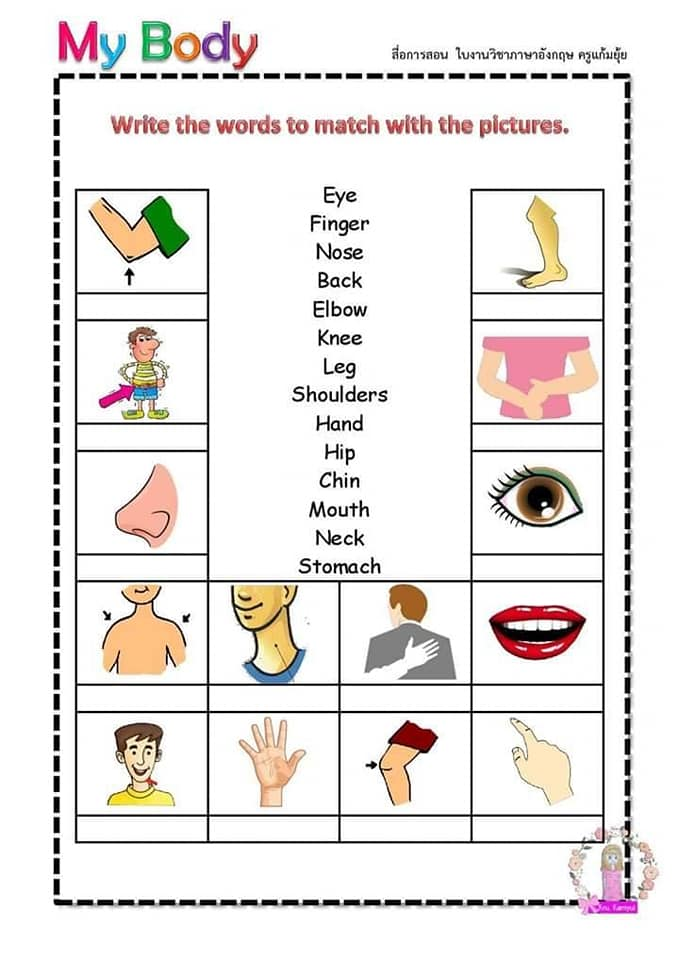 My Body
สื่อการสอน ใบงานวิชาภาษาอังกฤษ ครูแก้มยุ้ย
Write the words to match with the pictures.
Eye
Finger
Nose
Back
Elbow
Knee
Leg
Shoulders
Hand
Hip
Chin
Mouth
Neck
Stomach